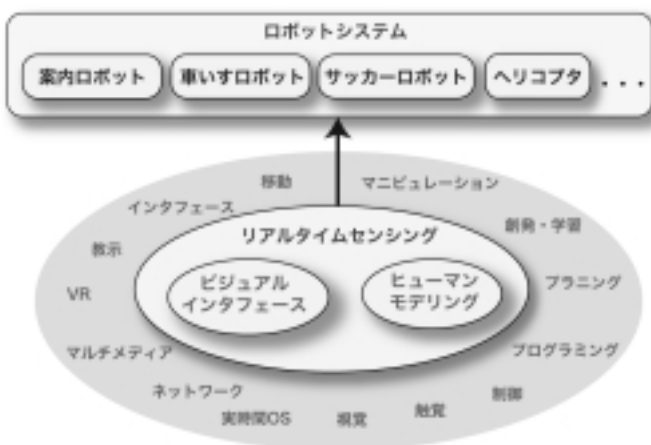 ロボットシステム
案内ロボット 車いすロボット サッカーロボット ヘリコプタ ...
移動 マニピュレーション
インタフェース
創発・学習
リアルタイムセンシング
教示
ビジュアル
インタフェース
ヒューマン
モデリング
VR
プラニング
マルチメディア
プログラミング
ネットワーク
制御
実時間OS
視覚
触覚